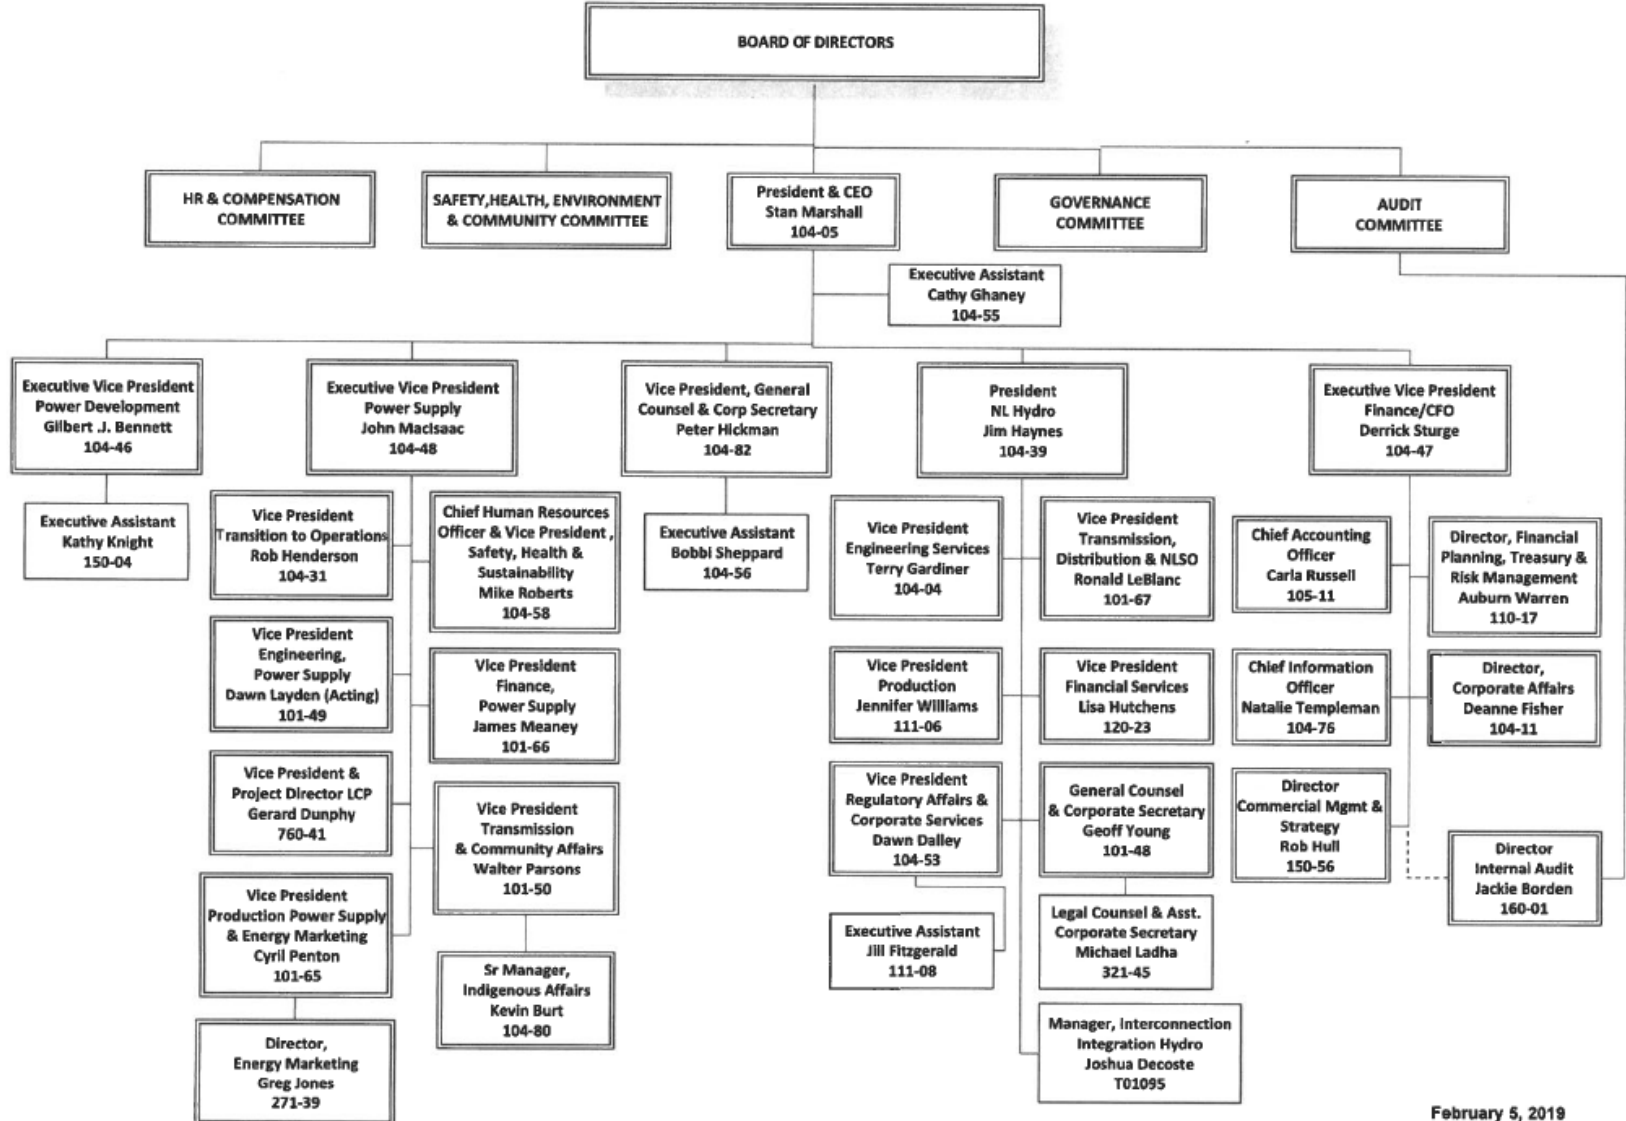 BOARD OF DIRECTORS
HR & COMPENSATION
COMMITTEE
SAFETY,HEALTH, ENVIRONMENT
& COMMUNITY COMMITTEE
President & CEO
Stan Marshall
104-05
GOVERNANCE
COMMITTEE
AUDIT
COMMITTEE
Executive Assistant
Cathy Ghaney
104-55
Executive Vice President
Power Development
Gilbert .J. Bennett
104-46
Executive Vice President
Power Supply
John MacIsaac
104-48
Vice President, General
Counsel & Corp Secretary
Peter Hickman
104-82
President
NL Hydro
Jim Haynes
104-39
Executive Vice President
Finance/CFO
Derrick Sturge
104-47
Executive Assistant
Kathy Knight
150-04
Vice President
Transition to Operations
Rob Henderson
104-31
Chief Human Resources
Officer & Vice President ,
Safety, Health &
Sustainability
Mike Roberts
104-58
Executive Assistant
Bobbi Sheppard
104-56
Vice President
Engineering Services
Terry Gardiner
104-04
Vice President
Transmission,
Distribution & NLSO
Ronald LeBlanc
101-67
Chief Accounting
Officer
Carla Russell
105-11
Director, Financial
Planning, Treasury &
Risk Management
Auburn Warren
110-17
Vice President
Engineering,
Power Supply
Dawn Layden (Acting)
101-49
Vice President
Finance,
Power Supply
James Meaney
101-66
Vice President
Production
Jennifer Williams
111-06
Vice President
Financial Services
Lisa Hutchens
120-23
Chief Information
Officer
Natalie Templeman
104-76
Director,
Corporate Affairs
Deanne Fisher
104-11
Vice President &
Project Director LCP
Gerard Dunphy
760-41
Vice President
Transmission
& Community Affairs
Walter Parsons
101-50
Vice President
Regulatory Affairs &
Corporate Services
Dawn Dalley
104-53
General Counsel
& Corporate Secretary
Geoff Young
101-48
Director
Commercial Mgmt &
Strategy
Rob Hull
150-56
Director
Internal Audit
Jackie Borden
160-01
Vice President
Production Power Supply
& Energy Marketing
Cyril Penton
101-65
Sr Manager,
Indigenous Affairs
Kevin Burt
104-80
Executive Assistant
Jill Fitzgerald
111-08
Legal Counsel & Asst.
Corporate Secretary
Michael Ladha
321-45
Director,
Energy Marketing
Greg Jones
271-39
Manager, Interconnection
Integration Hydro
Joshua Decoste
T01095
February 5, 2019